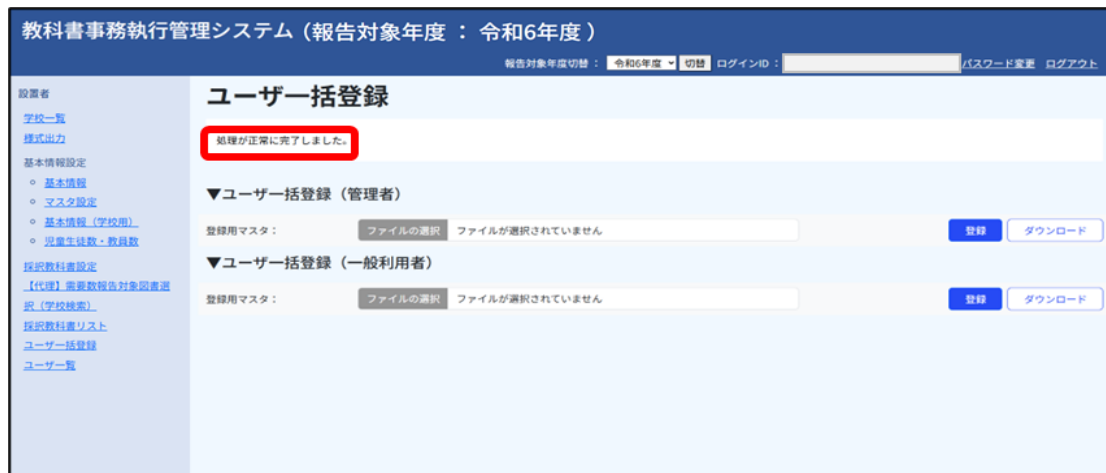 教科書事務執行管理システム (報告対象年度 : 令和6年度 )
報告対象年度切替 : 令和6年度 切替 ログインID : パスワード変更 ログアウト
設置者
学校一覧
様式出力
基本情報設定
基本情報
マスタ設定
基本情報（学校用）
児童生徒数・教員数
採択教科書設定
【代理】需要数報告対象図書選
択（学校検索）
採択教科書リスト
ユーザー括登録
ユーザ一覧
ユーザ一括登録
処理が正常に完了しました。
▼ユーザ一括登録（管理者）
登録用マスタ： ファイルの選択 ファイルが選択されていません 登録 ダウンロード
▼ユーザ一括登録（一般利用者）
登録用マスタ： ファイルの選択 ファイルが選択されていません 登録 ダウンロード